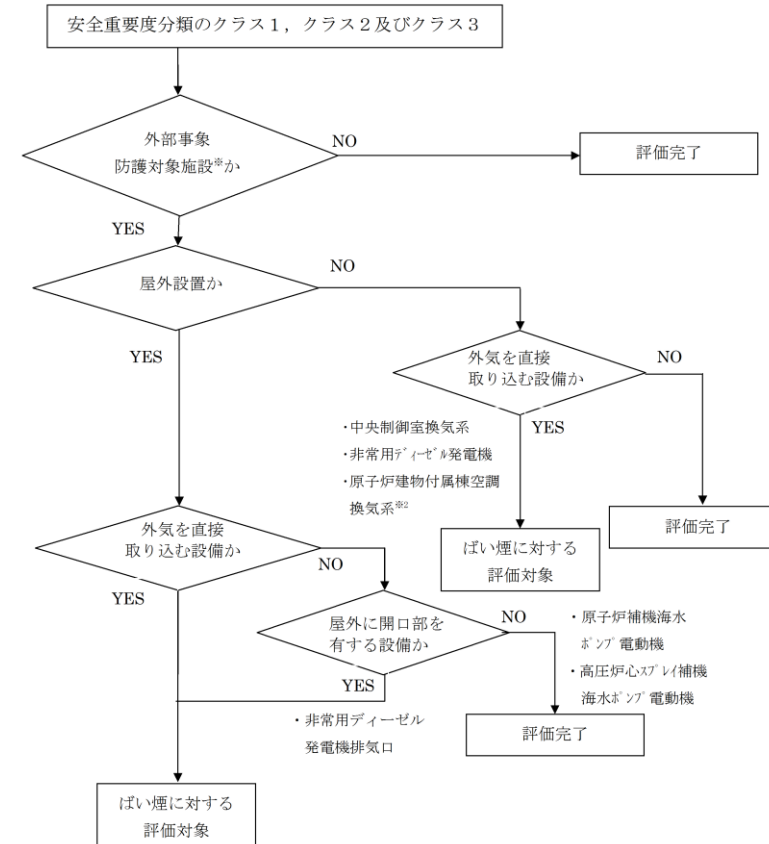 安全重要度分類のクラス１，クラス２及びクラス３
外部事象
防護対象施設※か
NO
評価完了
YES
屋外設置か
NO
YES
外気を直接
取り込む設備か
NO
YES
・中央制御室換気系
・非常用ﾃﾞｨｰｾﾞﾙ発電機
・原子炉建物付属棟空調
換気系※2
評価完了
ばい煙に対する
評価対象
外気を直接
取り込む設備か
NO
YES
屋外に開口部を
有する設備か
NO
YES
・原子炉補機海水
ﾎﾟﾝﾌﾟ電動機
・高圧炉心ｽﾌﾟﾚｲ補機
海水ﾎﾟﾝﾌﾟ電動機
・非常用ディーゼル
発電機排気口
評価完了
ばい煙に対する
評価対象